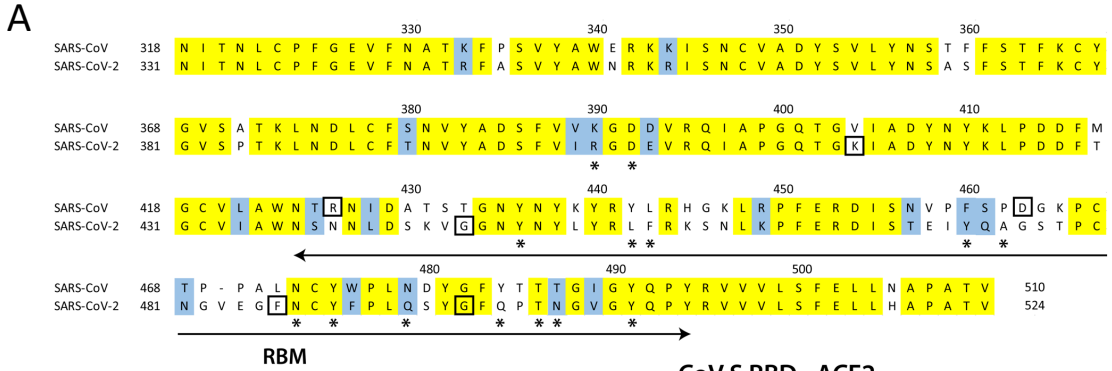 A
330 340 350 360
SARS-CoV 318 N I T N L C P F G E V F N A T K F P S V Y A W E R K K I S N C V A D Y S V L Y N S T F F S T F K C Y
SARS-CoV-2 331 N I T N L C P F G E V F N A T R F A S V Y A W N R K R I S N C V A D Y S V L Y N S A S F S T F K C Y
380 390 400 410
SARS-CoV 368 G V S A T K L N D L C F S N V Y A D S F V V K G D D V R Q I A P G Q T G V I A D Y N Y K L P D D F M
SARS-CoV-2 381 G V S P T K L N D L C F T N V Y A D S F V I R G D E V R Q I A P G Q T G K I A D Y N Y K L P D D F T
* *
430 440 450 460
SARS-CoV 418 G C V L A W N T R N I D A T S T G N Y N Y K Y R Y L R H G K L R P F E R D I S N V P F S P D G K P C
SARS-CoV-2 431 G C V I A W N S N N L D S K V G G N Y N Y L Y R L F R K S N L K P F E R D I S T E I Y Q A G S T P C
* * * * *
480 490 500
SARS-CoV 468 T P - P A L N C Y W P L N D Y G F Y T T T G I G Y Q P Y R V V V L S F E L L N A P A T V 510
SARS-CoV-2 481 N G V E G F N C Y F P L Q S Y G F Q P T N G V G Y Q P Y R V V V L S F E L L H A P A T V 524
* * * * * * *
RBM